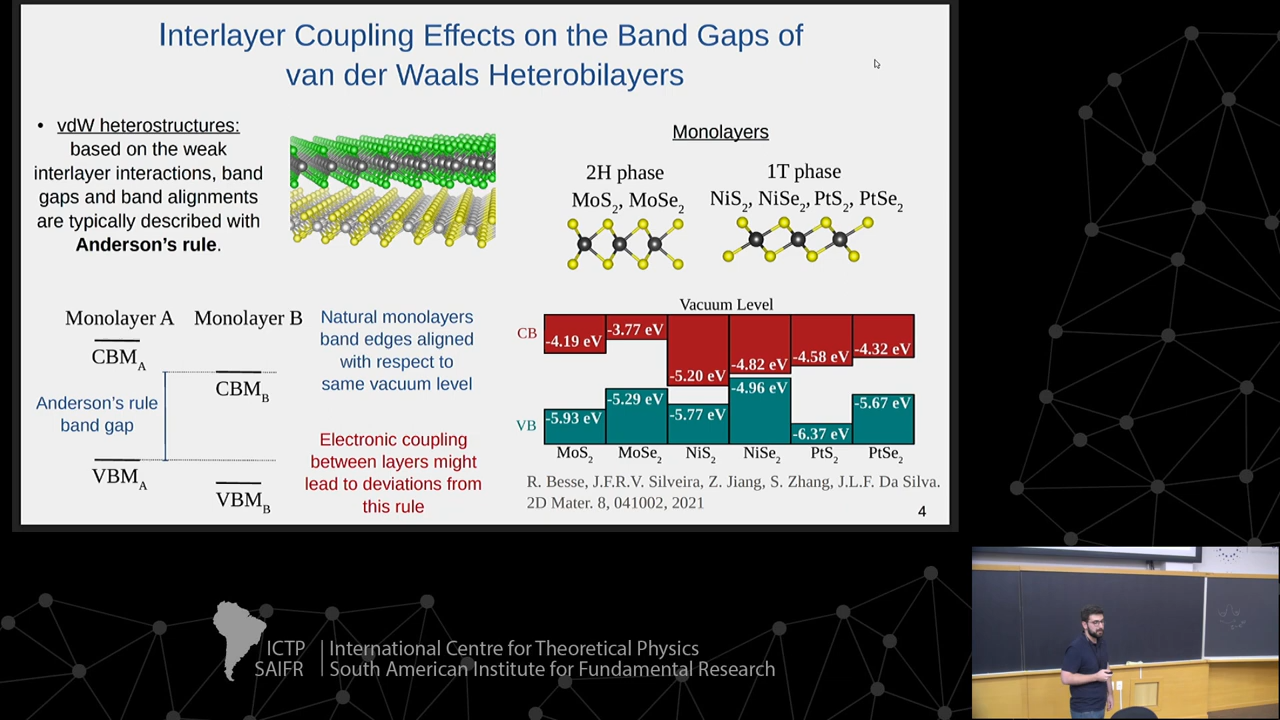 Interlayer Coupling Effects on the Band Gaps of
van der Waals Heterobilayers
• vdW heterostructures:
based on the weak
interlayer interactions, band
gaps and band alignments
are typically described with
Anderson's rule.
Monolayers
2H phase
MoS2, MoSe2
1T phase
NiS2, NiSe2, PtS2, PtSe2
Monolayer A Monolayer B
CBMA
CBMB
Anderson's rule
band gap
VBMA
VBMB
Natural monolayers
band edges aligned
with respect to
same vacuum level
Electronic coupling
between layers might
lead to deviations from
this rule
Vacuum Level
CB
-4.19 eV -3.77 eV -5.20 eV -4.82 eV -4.58 eV -4.32 eV
VB
-5.93 eV -5.29 eV -5.77 eV -4.96 eV -6.37 eV -5.67 eV
MoS2 MoSe2 NiS2 NiSe2 PtS2 PtSe2
R. Besse, J.F.R.V. Silveira, Z. Jiang, S. Zhang, J.L.F. Da Silva.
2D Mater. 8, 041002, 2021
4
ICTP | International Centre for Theoretical Physics
SAIFR | South American Institute for Fundamental Research